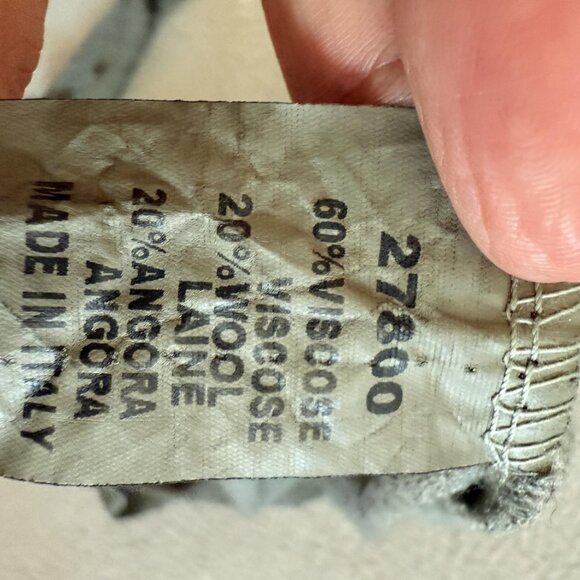 27800
60%VISCOSE
VISCOSE
20%WOOL
LAINE
20%ANGORA
ANGORA
MADE IN ITALY